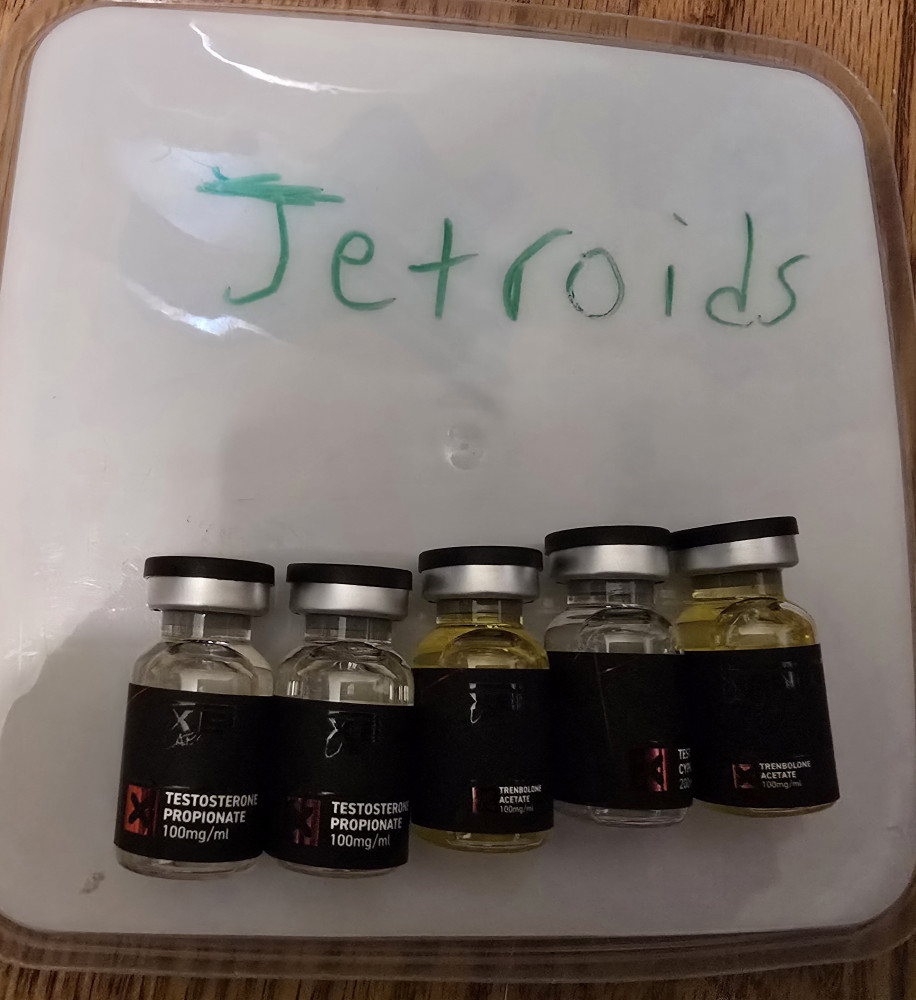 Jetroids
TESTOSTERONE
PROPIONATE
100mg/ml
TESTOSTERONE
PROPIONATE
100mg/ml
TRENBOLONE
ACETATE
100mg/ml
TRENBOLONE
ACETATE
100mg/ml